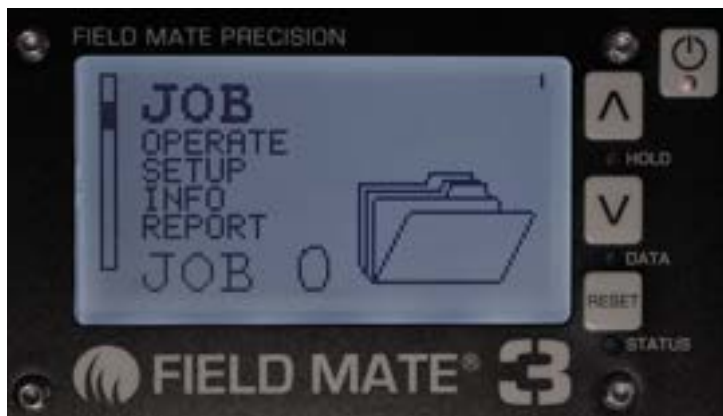 FIELD MATE PRECISION
JOB
OPERATE
SETUP
INFO
REPORT
JOB 0
HOLD
DATA
RESET
STATUS
FIELD MATE® 3